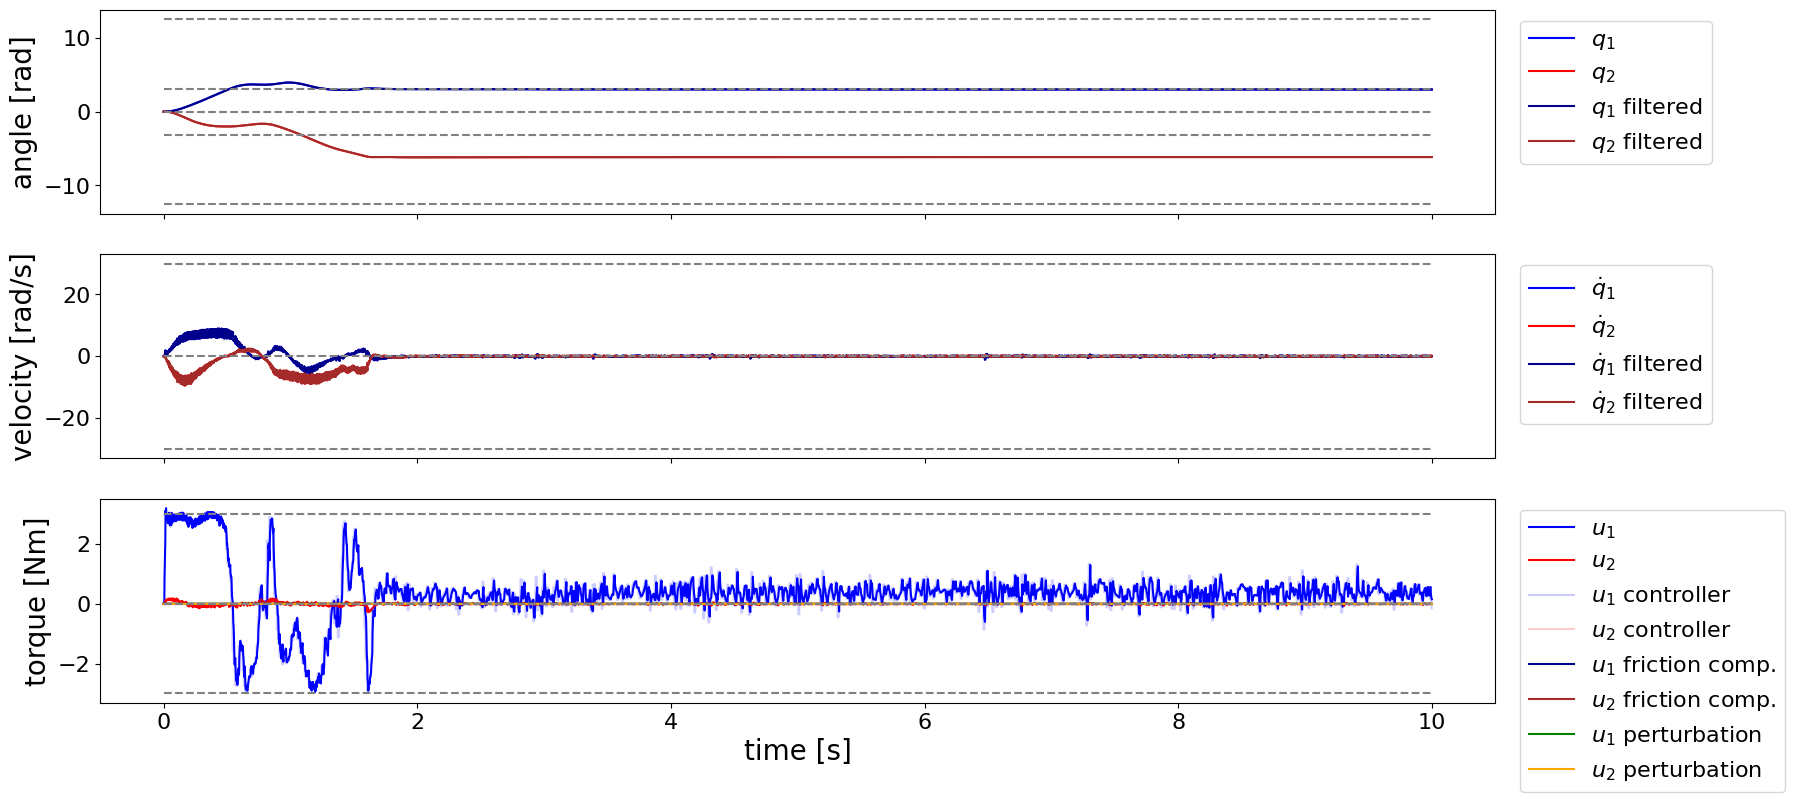 angle [rad]
10
0
−10
q₁
q₂
q₁ filtered
q₂ filtered
velocity [rad/s]
20
0
−20
q̇₁
q̇₂
q̇₁ filtered
q̇₂ filtered
torque [Nm]
2
0
−2
0 2 4 6 8 10
time [s]
u₁
u₂
u₁ controller
u₂ controller
u₁ friction comp.
u₂ friction comp.
u₁ perturbation
u₂ perturbation